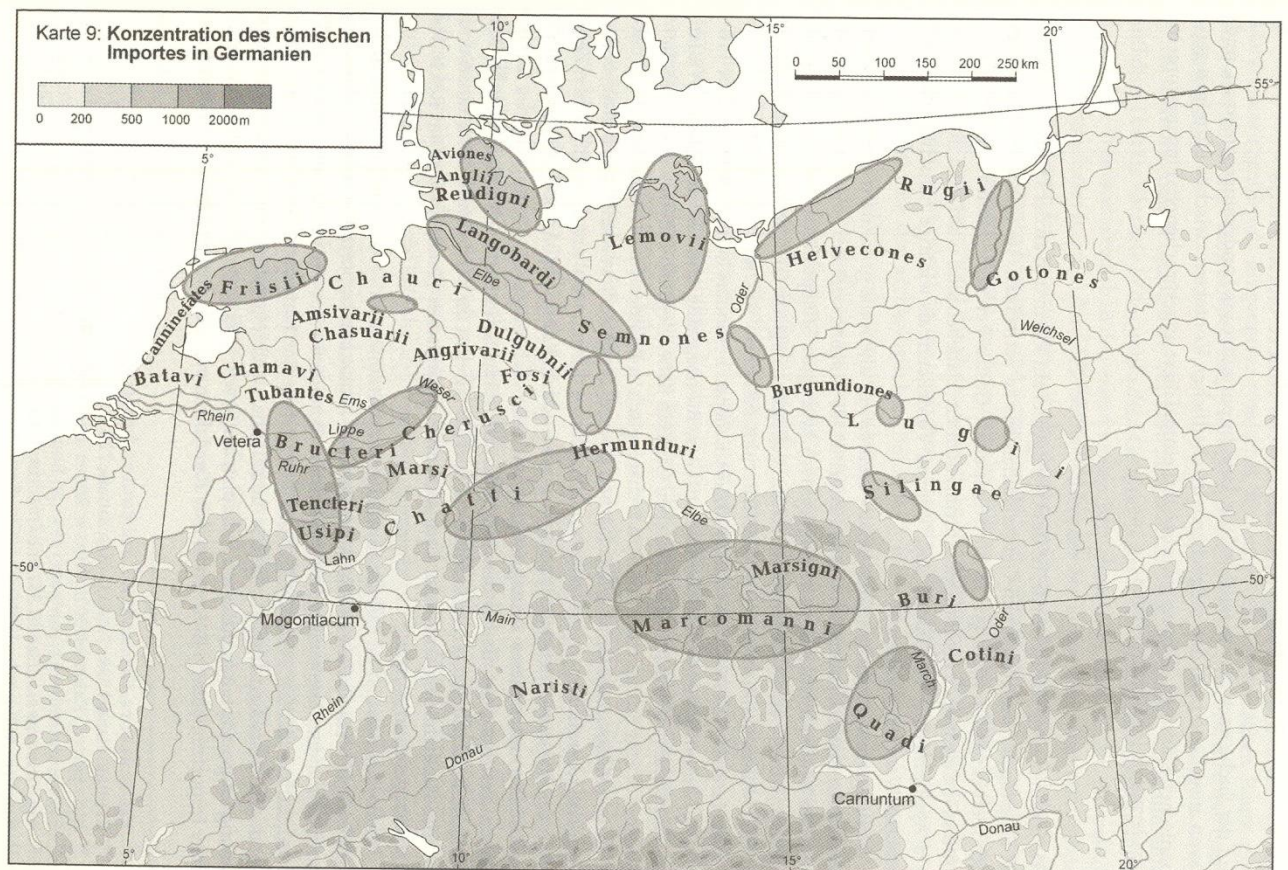 Karte 9: Konzentration des römischen
Importes in Germanien
0 200 500 1000 2000 m
10°
15°
20°
0 50 100 150 200 250 km
55°
5°
Aviones
Anglii
Reudigni
Rugii
Langobardi
Lemovii
Helvecones
Gotones
Frisii
Chauci
Elbe
Oder
Canninefates
Amsivarii
Chasuarii
Semnones
Weichsel
Dulgubnii
Angrivarii
Fosi
Batavi
Chamavi
Tubantes
Ems
Weser
Burgundiones
Rhein
Vetera
Lippe
Cherusci
Lugii
Bructeri
Ruhr
Marsi
Hermunduri
Silingae
Tencteri
Chatti
Usipi
Elbe
Lahn
50°
Marsigni
50°
Buri
Mogontiacum
Main
Marcomanni
Oder
Cotini
March
Naristi
Rhein
Quadi
Donau
Carnuntum
Donau
5°
10°
15°
20°